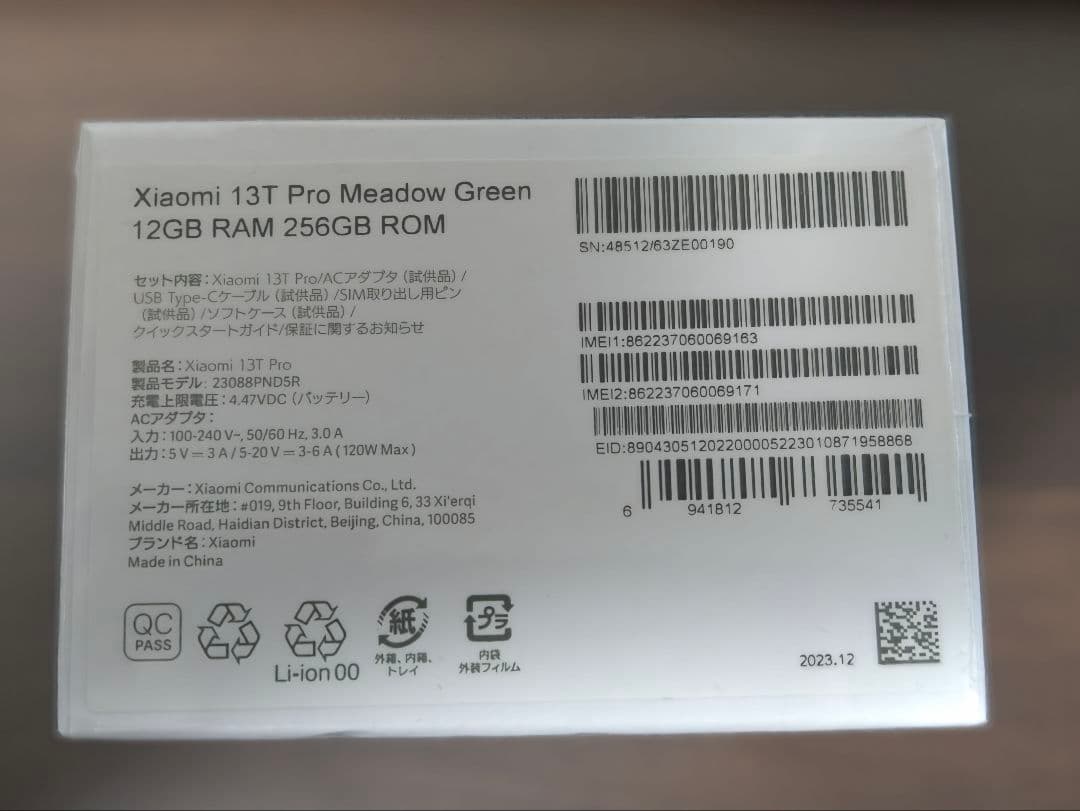 Xiaomi 13T Pro Meadow Green
12GB RAM 256GB ROM
セット内容：Xiaomi 13T Pro/ACアダプタ（試供品）/
USB Type-Cケーブル（試供品）/SIM取り出し用ピン
（試供品）/ソフトケース（試供品）/
クイックスタートガイド/保証に関するお知らせ
製品名：Xiaomi 13T Pro
製品モデル: 23088PND5R
充電上限電圧：4.47VDC（バッテリー）
ACアダプタ：
入力：100-240 V~, 50/60 Hz, 3.0 A
出力：5 V⎓3 A / 5-20 V⎓3-6 A ( 120W Max )
メーカー：Xiaomi Communications Co., Ltd.
メーカー所在地：#019, 9th Floor, Building 6, 33 Xi'erqi
Middle Road, Haidian District, Beijing, China, 100085
ブランド名：Xiaomi
Made in China
SN:48512/63ZE00190
IMEI1:862237060069163
IMEI2:862237060069171
EID:89043051202200005223010871958868
6 941812 735541
QC
PASS
Li-ion 00
紙
外箱、内箱、
トレイ
プラ
内袋
外装フィルム
2023.12